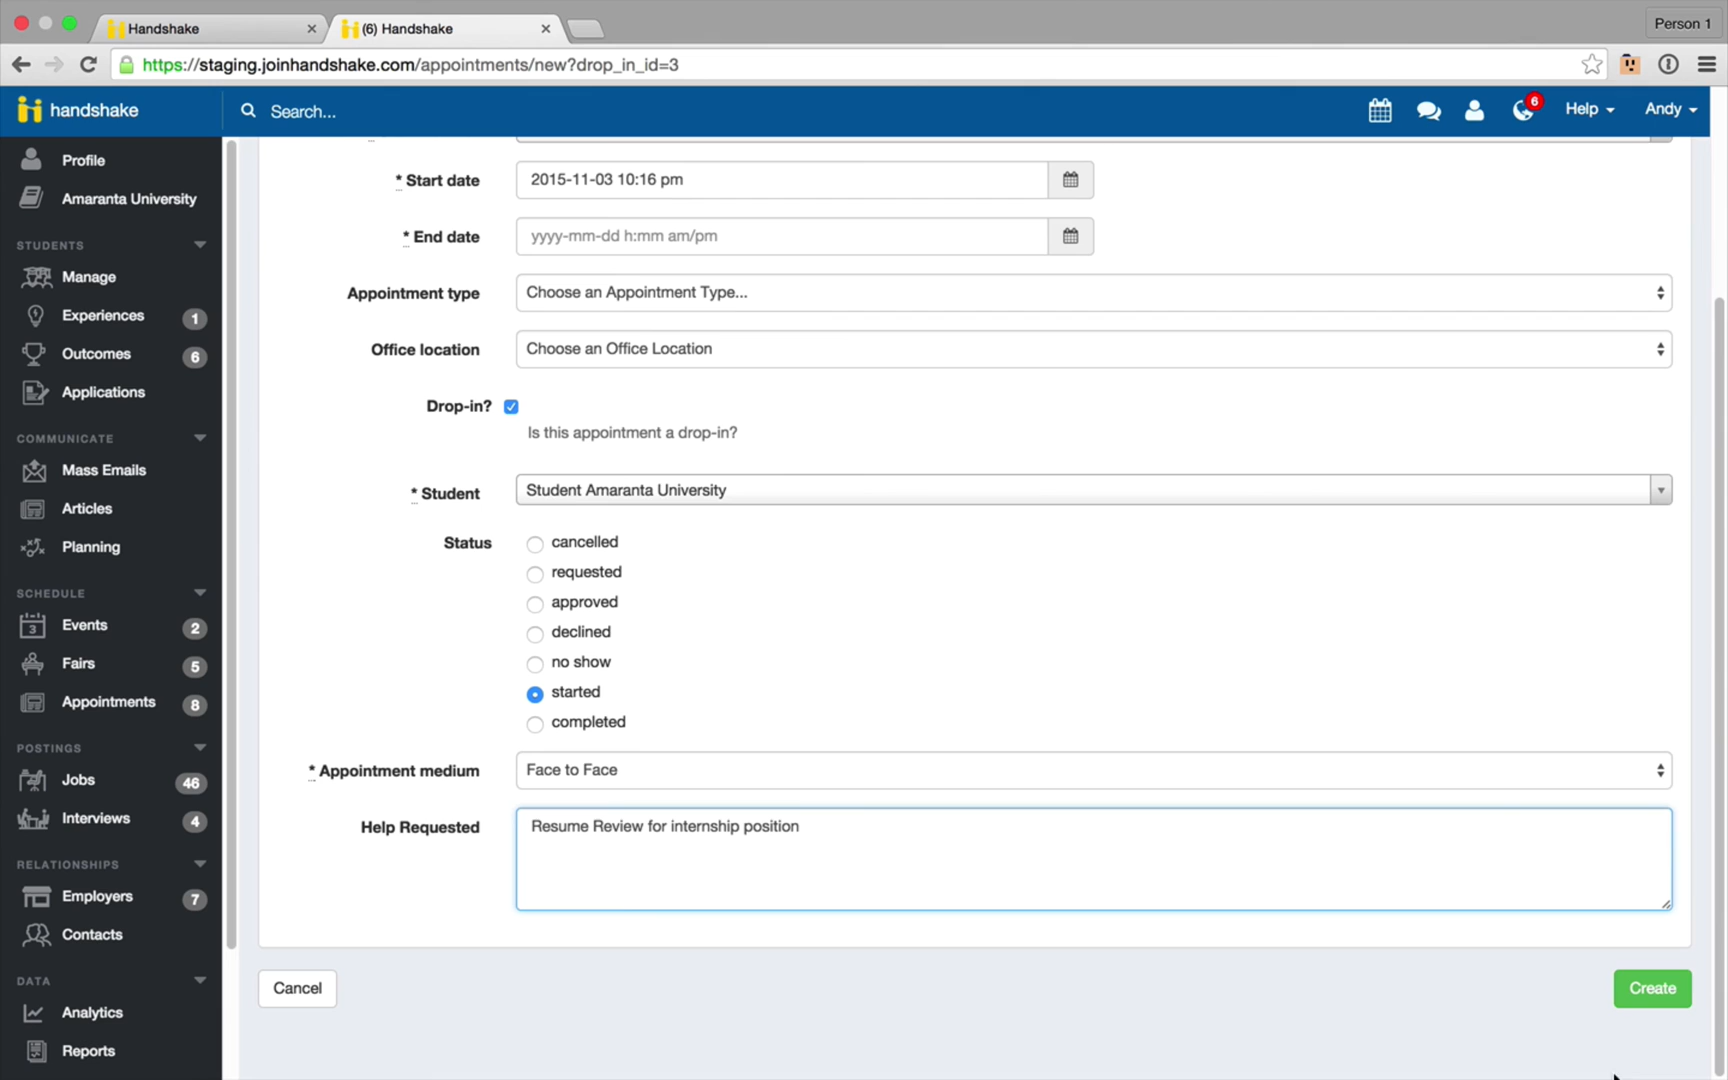 Handshake
(6) Handshake
Person 1
https://staging.joinhandshake.com/appointments/new?drop_in_id=3
handshake
Search...
6
Help
Andy
Profile
Amaranta University
STUDENTS
Manage
Experiences 1
Outcomes 6
Applications
COMMUNICATE
Mass Emails
Articles
Planning
SCHEDULE
3
Events 2
Fairs 5
Appointments 8
POSTINGS
Jobs 46
Interviews 4
RELATIONSHIPS
Employers 7
Contacts
DATA
Analytics
Reports
* Start date 2015-11-03 10:16 pm
* End date yyyy-mm-dd h:mm am/pm
Appointment type Choose an Appointment Type...
Office location Choose an Office Location
Drop-in?
Is this appointment a drop-in?
* Student Student Amaranta University
Status cancelled
requested
approved
declined
no show
started
completed
* Appointment medium Face to Face
Help Requested Resume Review for internship position
Cancel
Create